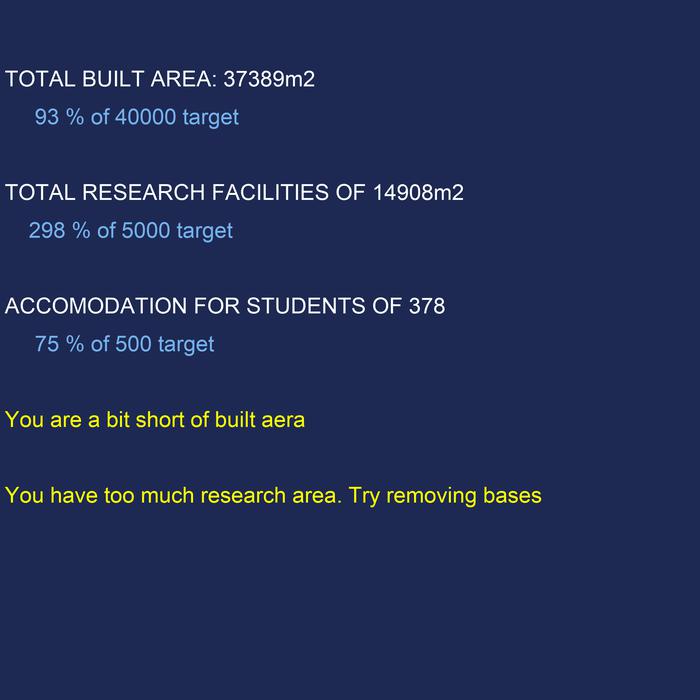 TOTAL BUILT AREA: 37389m2
93 % of 40000 target
TOTAL RESEARCH FACILITIES OF 14908m2
298 % of 5000 target
ACCOMODATION FOR STUDENTS OF 378
75 % of 500 target
You are a bit short of built aera
You have too much research area. Try removing bases